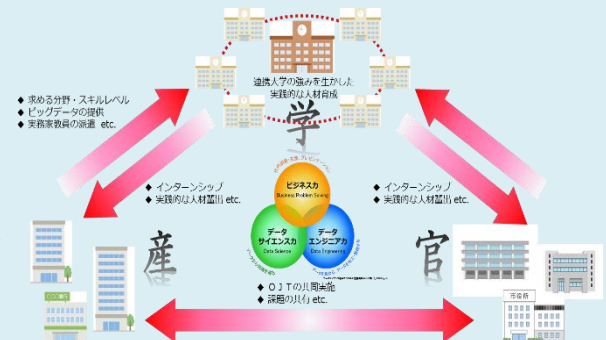 連携大学の強みを生かした
実践的な人材育成
学
◆ 求める分野・スキルレベル
◆ ビッグデータの提供
◆ 実務家教員の派遣 etc.
◆ インターンシップ
◆ 実践的な人材輩出 etc.
◆ インターンシップ
◆ 実践的な人材輩出 etc.
ビジネス力
Business Problem Solving
データ
サイエンス力
Data Science
データ
エンジニア力
Data Engineering
産
官
◆ OJTの共同実施
◆ 課題の共有 etc.
市役所